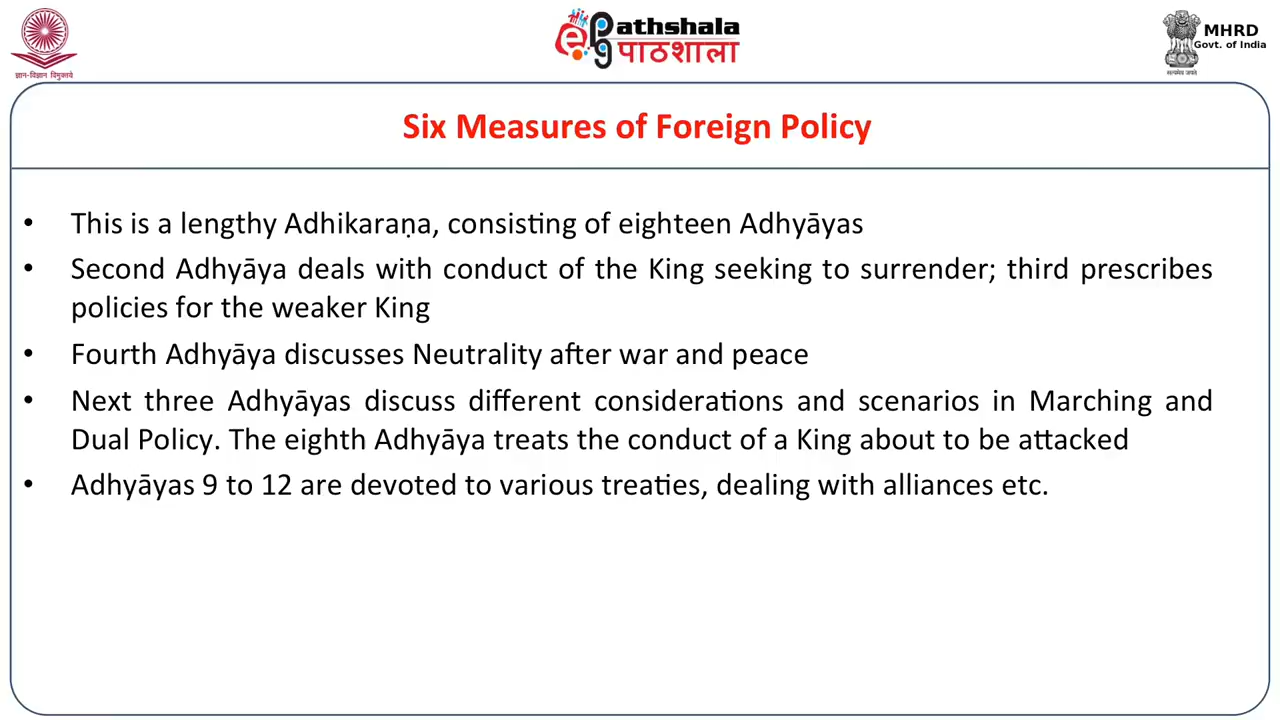 ePG Pathshala
पाठशाला
MHRD
Govt. of India
ज्ञान-विज्ञान विमुक्तये
सत्यमेव जयते
Six Measures of Foreign Policy
• This is a lengthy Adhikaraṇa, consisting of eighteen Adhyāyas
• Second Adhyāya deals with conduct of the King seeking to surrender; third prescribes
policies for the weaker King
• Fourth Adhyāya discusses Neutrality after war and peace
• Next three Adhyāyas discuss different considerations and scenarios in Marching and
Dual Policy. The eighth Adhyāya treats the conduct of a King about to be attacked
• Adhyāyas 9 to 12 are devoted to various treaties, dealing with alliances etc.